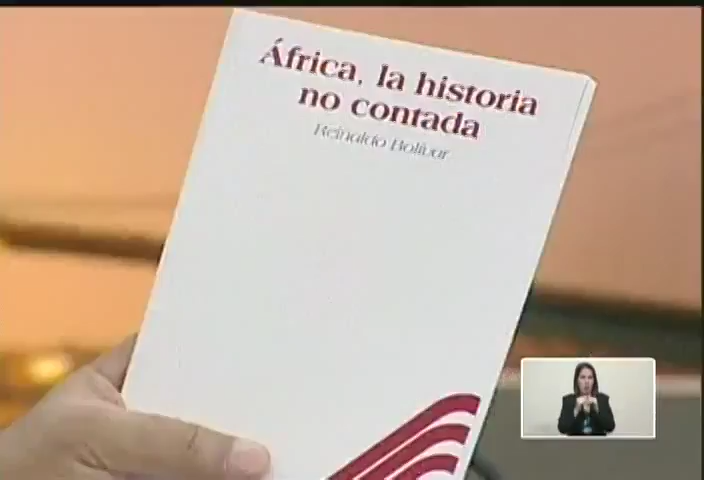 África, la historia
no contada
Reinaldo Bolívar